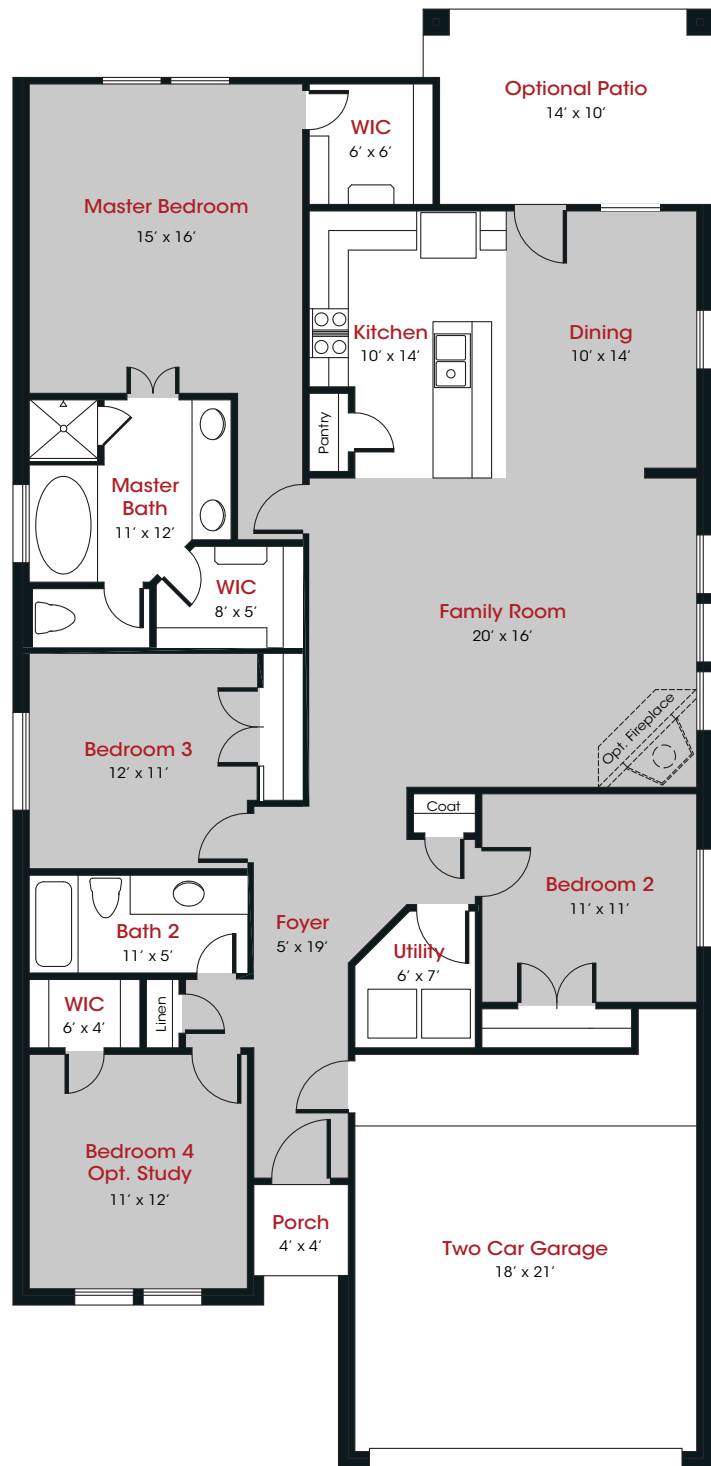 Optional Patio
14’ x 10’
WIC
6’ x 6’
Master Bedroom
15’ x 16’
Kitchen
10’ x 14’
Dining
10’ x 14’
Pantry
Master
Bath
11’ x 12’
WIC
8’ x 5’
Family Room
20’ x 16’
Opt. Fireplace
Bedroom 3
12’ x 11’
Coat
Bedroom 2
11’ x 11’
Bath 2
11’ x 5’
Foyer
5’ x 19’
Utility
6’ x 7’
WIC
6’ x 4’
Linen
Bedroom 4
Opt. Study
11’ x 12’
Porch
4’ x 4’
Two Car Garage
18’ x 21’